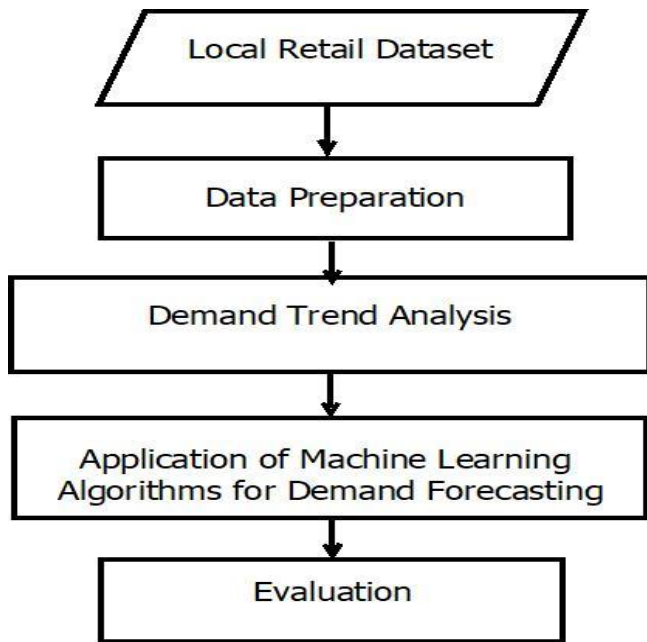 Local Retail Dataset
Data Preparation
Demand Trend Analysis
Application of Machine Learning
Algorithms for Demand Forecasting
Evaluation